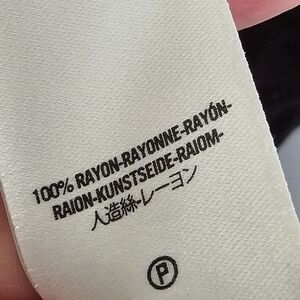 100% RAYON-RAYONNE-RAYÓN-
RAION-KUNSTSEIDE-RAIOM-
人造絲-レーヨン
P